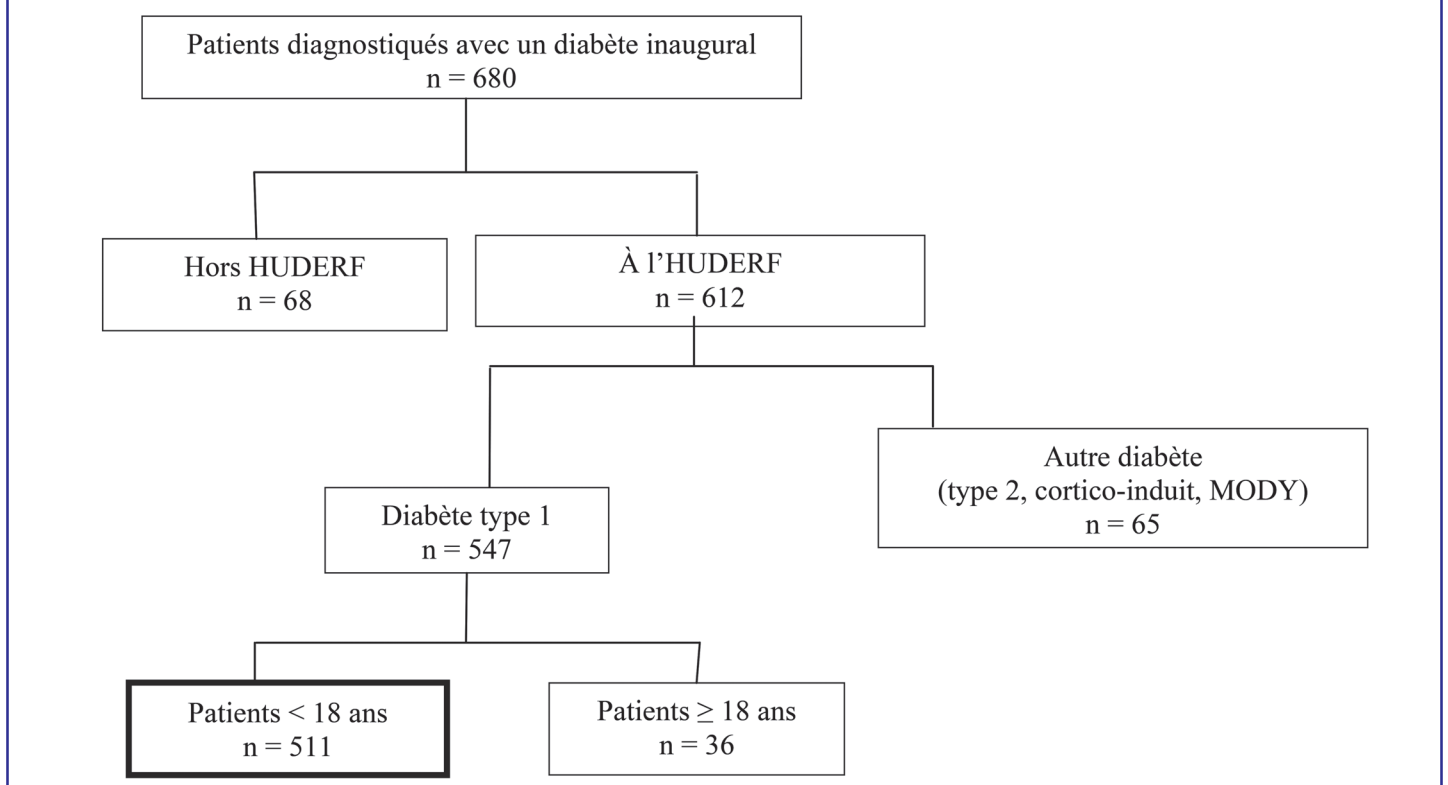 Patients diagnostiqués avec un diabète inaugural
n = 680
Hors HUDERF
n = 68
À l’HUDERF
n = 612
Autre diabète
(type 2, cortico-induit, MODY)
n = 65
Diabète type 1
n = 547
Patients < 18 ans
n = 511
Patients ≥ 18 ans
n = 36